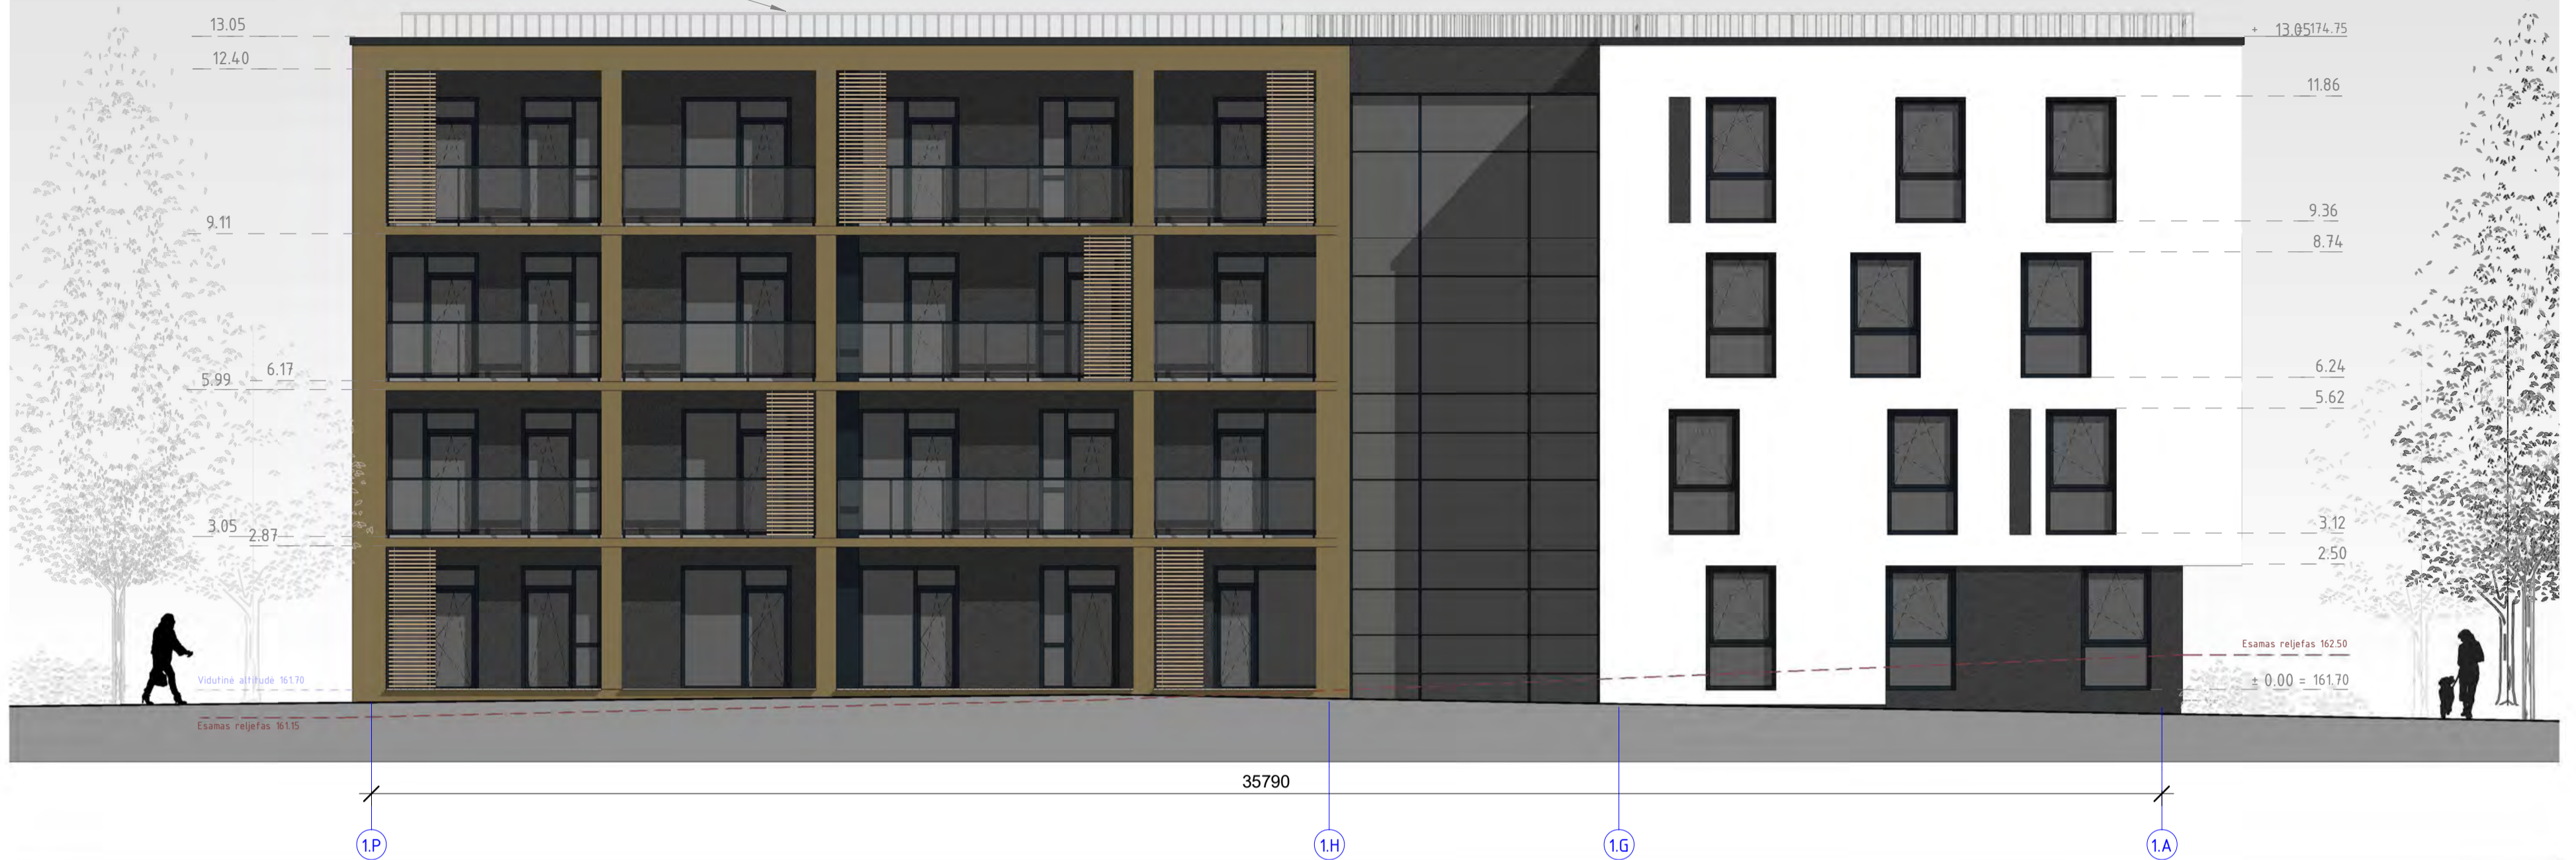 13.05
12.40
9.11
6.17
5.99
3.05
2.87
Vidutinė altitudė 161.70
Esamas reljefas 161.15
+ 13.05 174.75
11.86
9.36
8.74
6.24
5.62
3.12
2.50
Esamas reljefas 162.50
± 0.00 = 161.70
35790
1.P
1.H
1.G
1.A